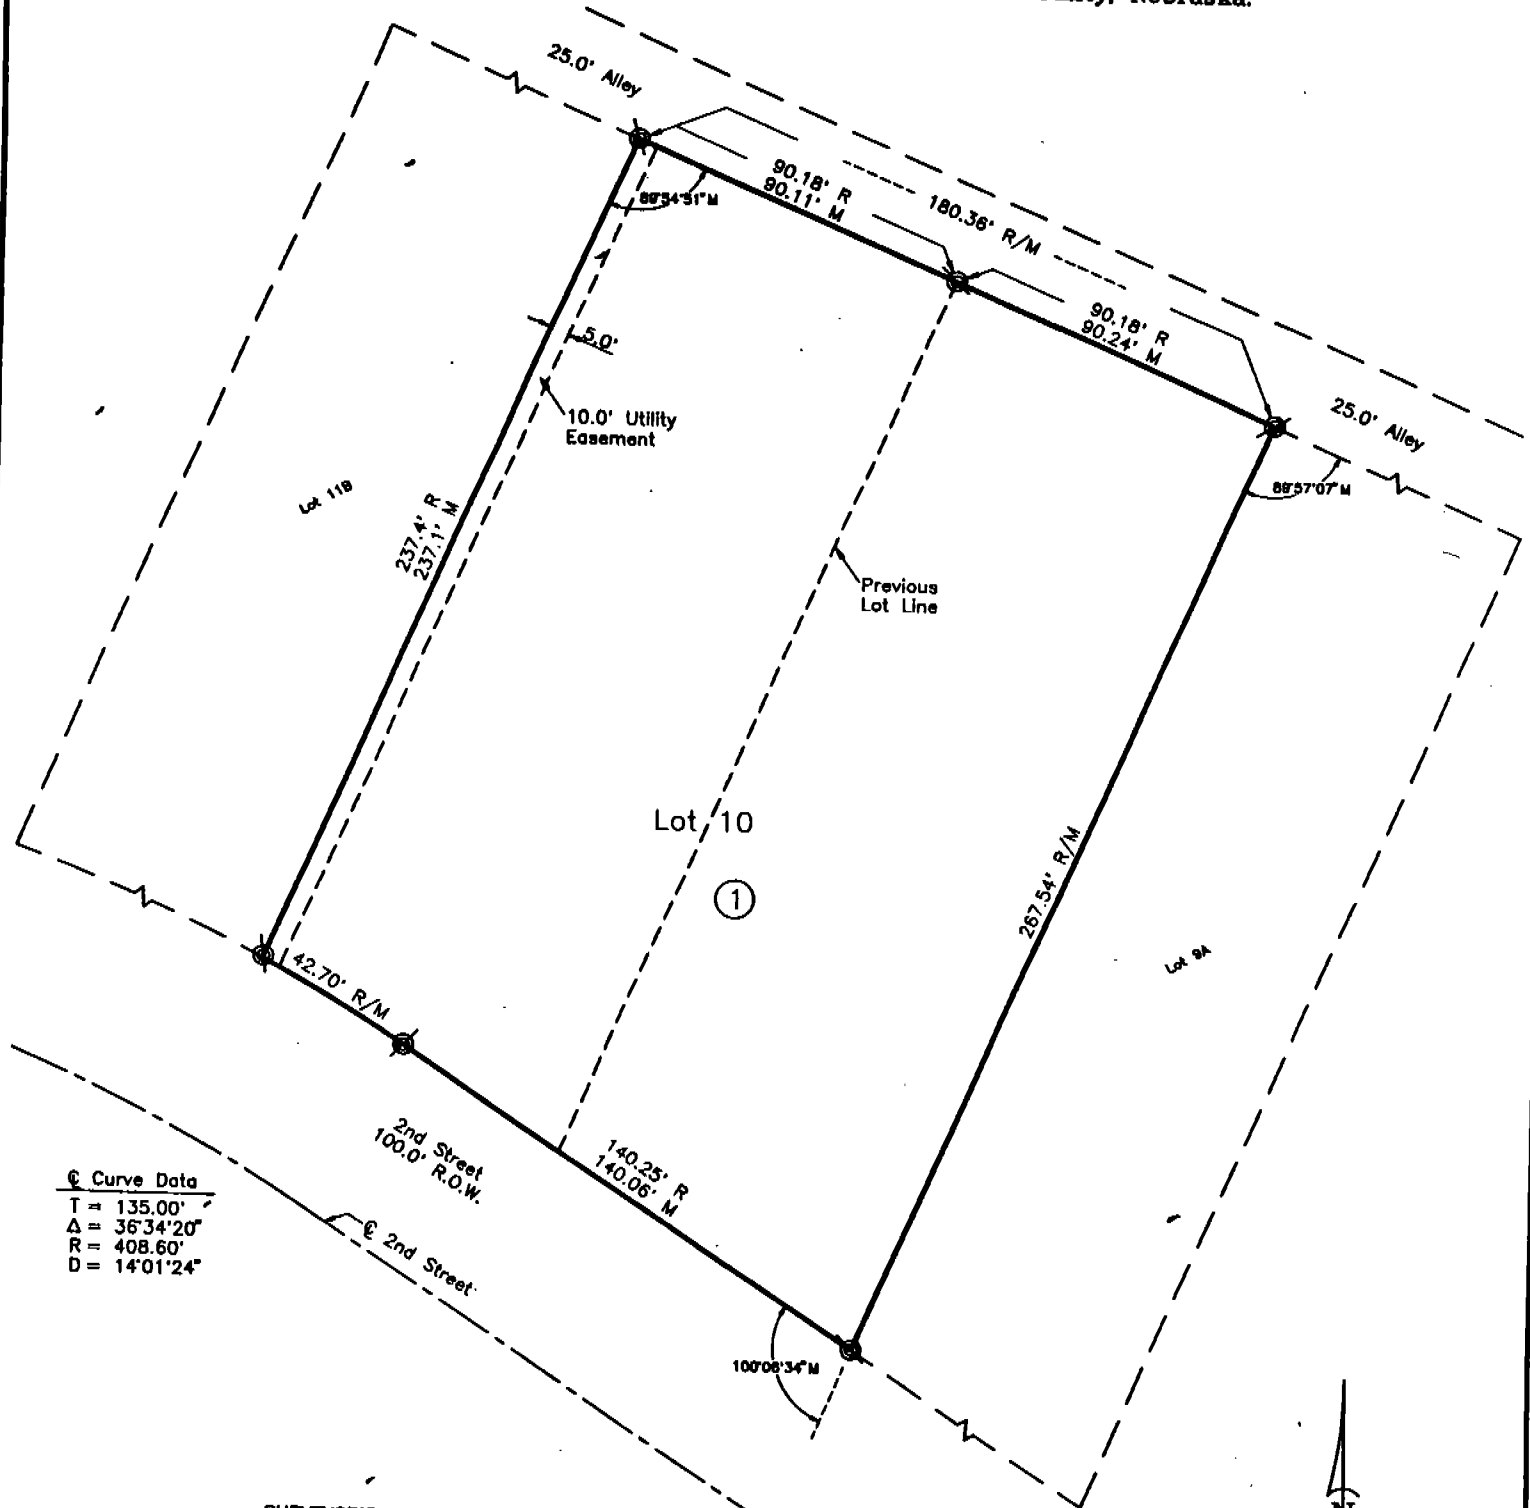 Nebraska.
25.0' Alley
90.18' R
90.11' M
180.36' R/M
89°54'51" M
90.18' R
90.24' M
25.0' Alley
5.0'
10.0' Utility
Easement
89°57'07" M
Lot 11B
237.4' R
237.1' M
Previous
Lot Line
Lot 10
1
267.54' R/M
Lot 9A
42.70' R/M
2nd Street
100.0' R.O.W.
140.25' R
140.06' M
℄ Curve Data
T = 135.00'
Δ = 36°34'20"
R = 408.60'
D = 14°01'24"
℄ 2nd Street
100°06'34" M
N